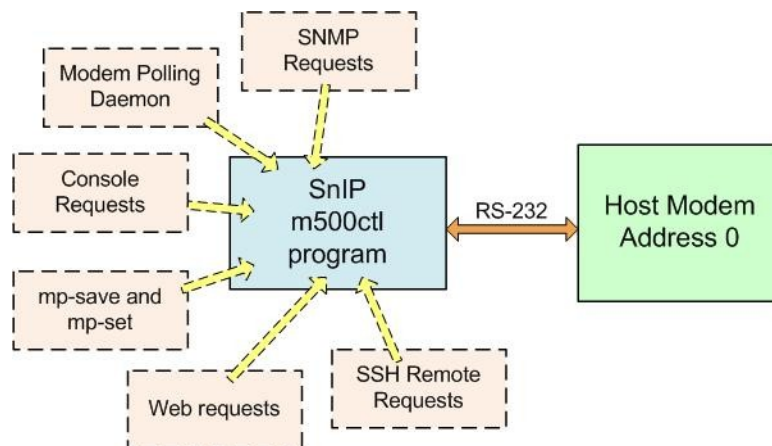 SNMP
Requests
Modem Polling
Daemon
Console
Requests
SnIP
m500ctl
program
RS-232
Host Modem
Address 0
mp-save and
mp-set
Web requests
SSH Remote
Requests